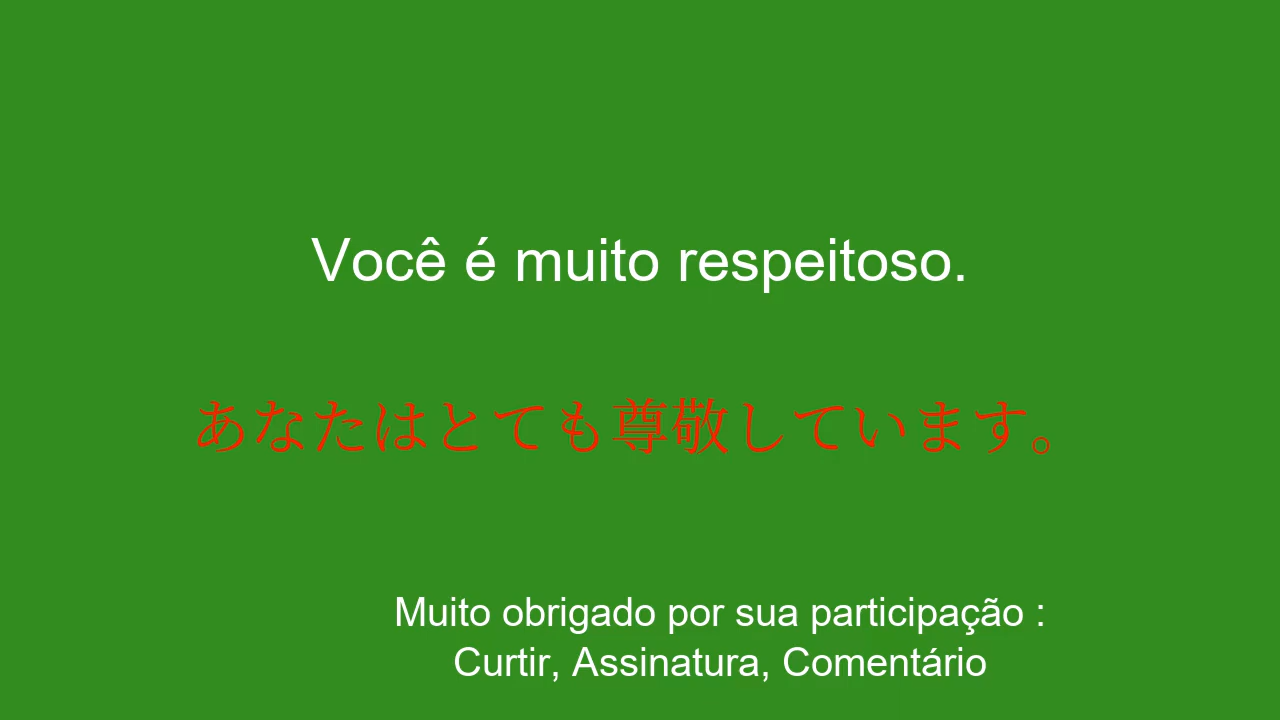 Você é muito respeitoso.
あなたはとても尊敬しています。
Muito obrigado por sua participação :
Curtir, Assinatura, Comentário